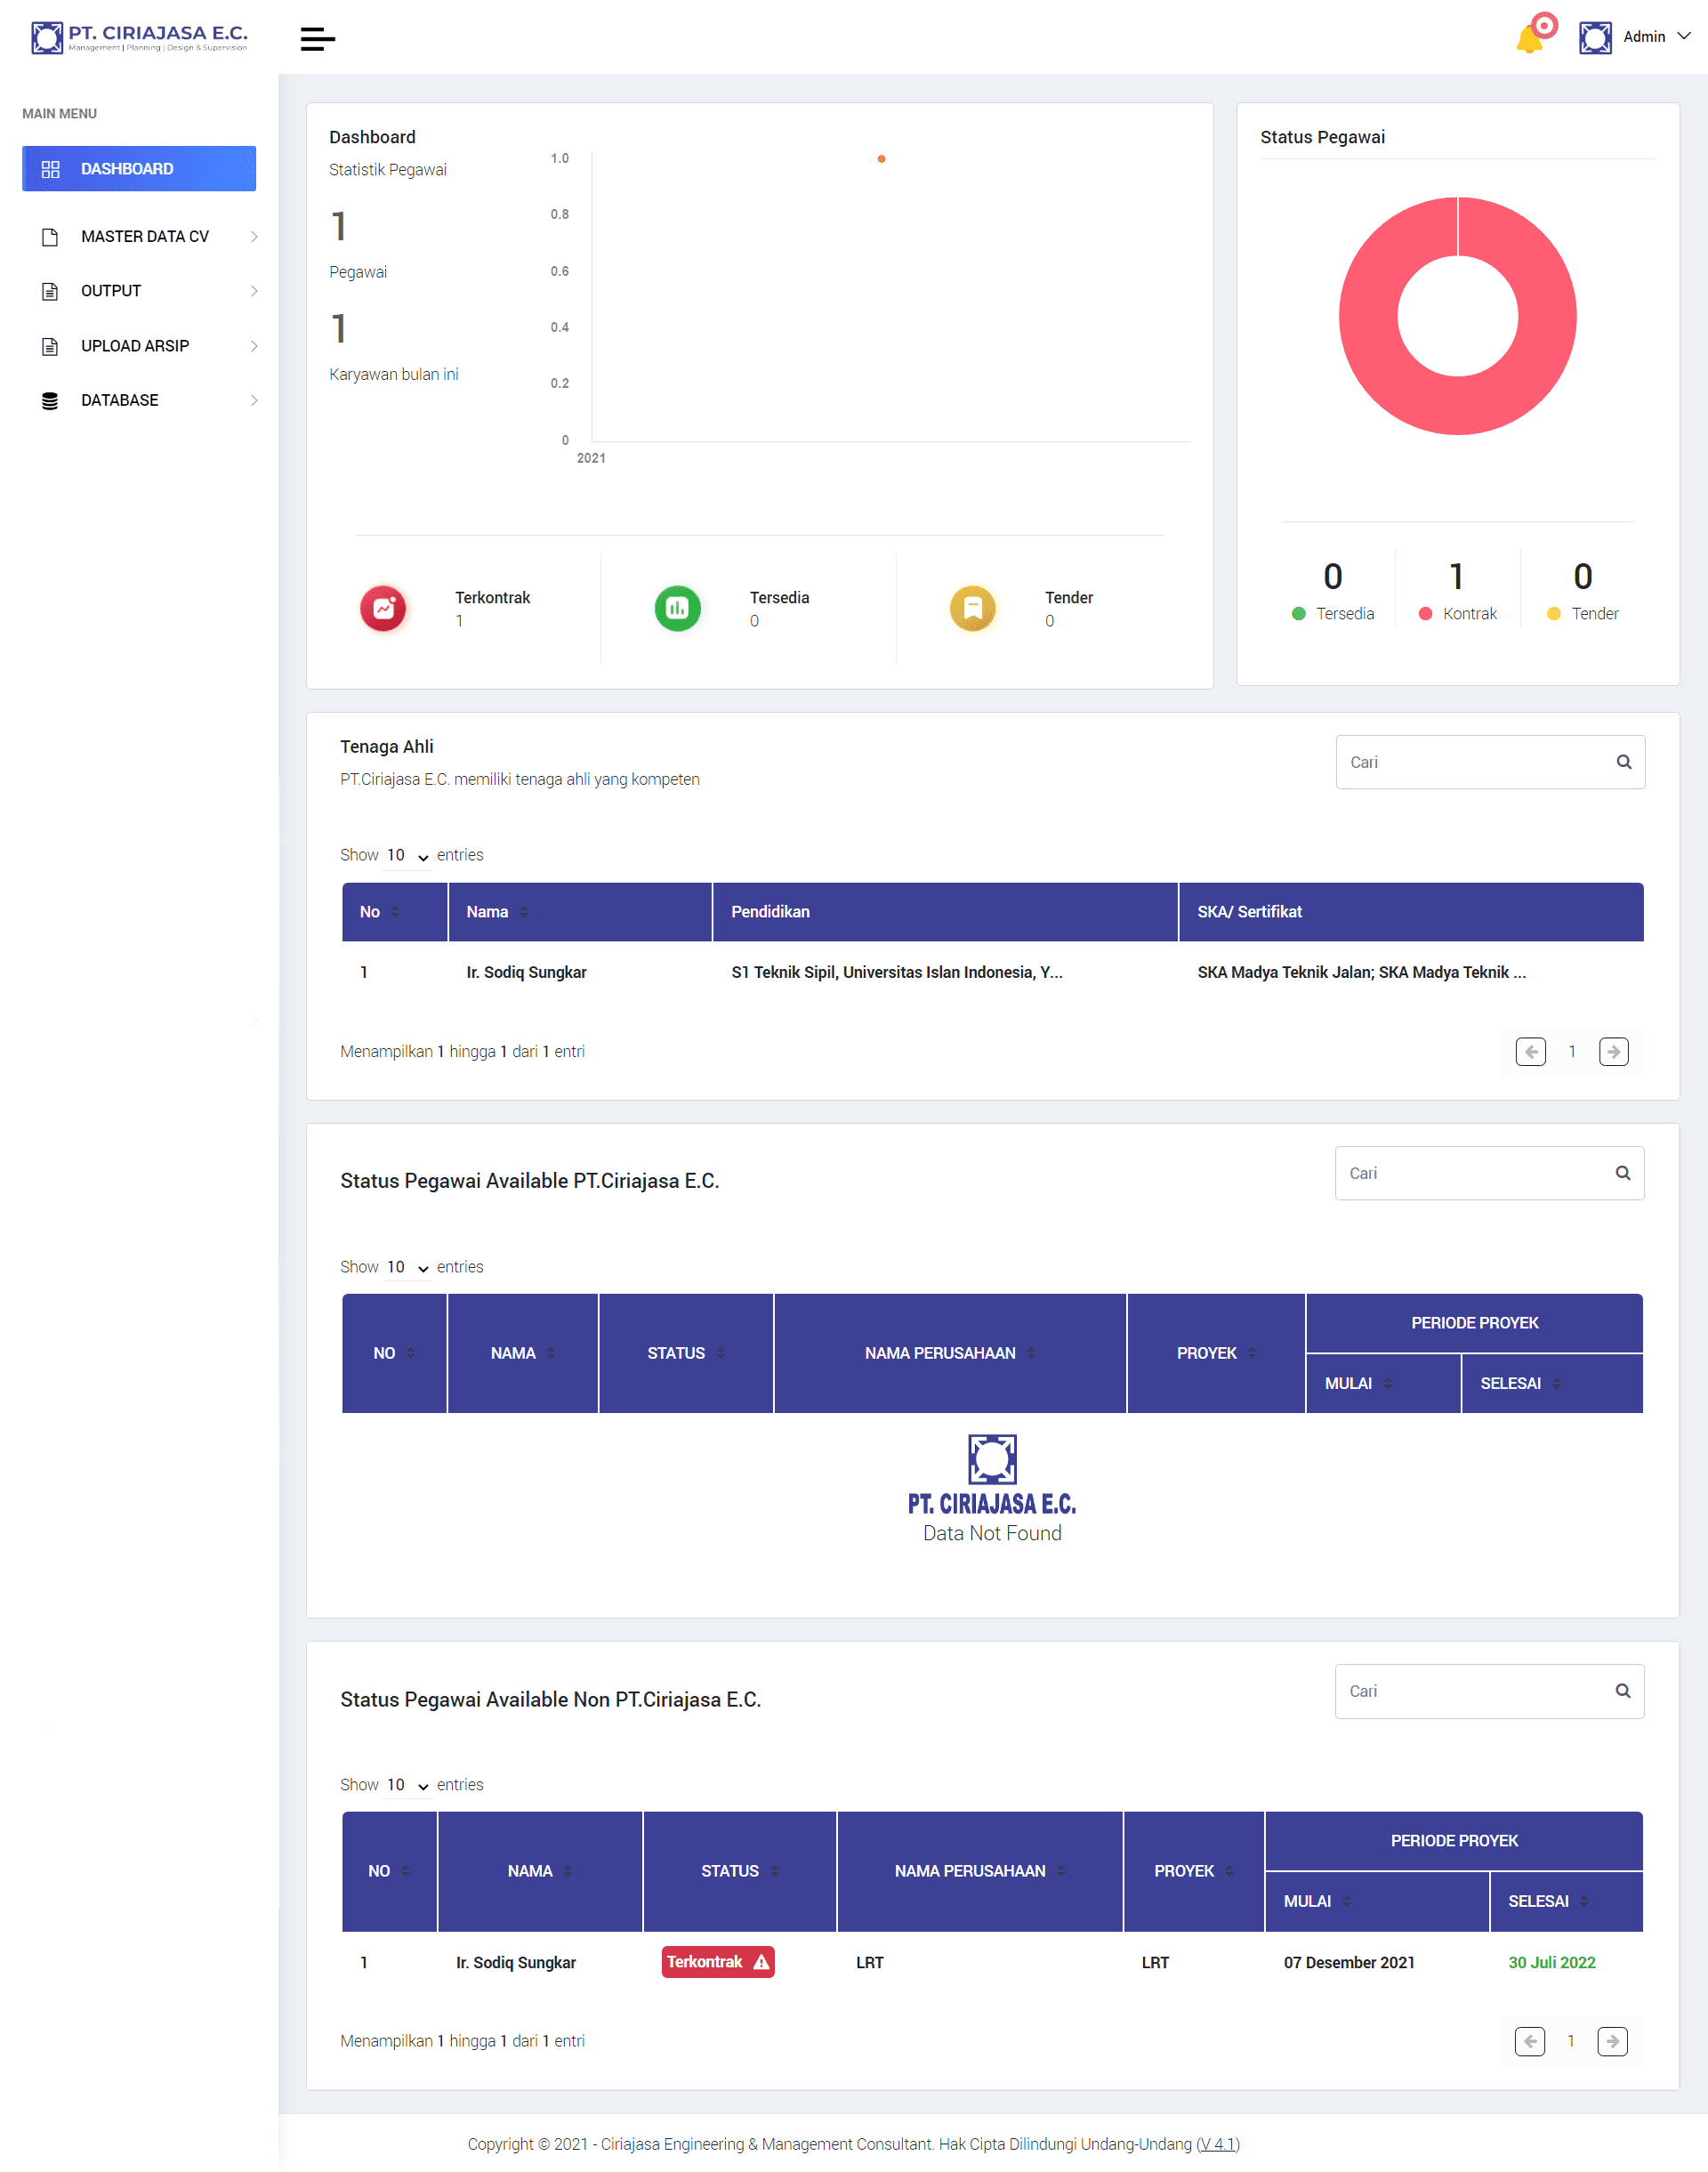 PT. CIRIAJASA E.C.
Management | Planning | Design & Supervision
Admin
MAIN MENU
DASHBOARD
MASTER DATA CV
OUTPUT
UPLOAD ARSIP
DATABASE
Dashboard
Statistik Pegawai
1
Pegawai
1
Karyawan bulan ini
1.0
0.8
0.6
0.4
0.2
0
2021
Terkontrak
1
Tersedia
0
Tender
0
Status Pegawai
0 1 0
Tersedia Kontrak Tender
Tenaga Ahli
PT.Ciriajasa E.C. memiliki tenaga ahli yang kompeten
Cari
Show 10 entries
No Nama Pendidikan SKA/ Sertifikat
1 Ir. Sodiq Sungkar S1 Teknik Sipil, Universitas Islan Indonesia, Y... SKA Madya Teknik Jalan; SKA Madya Teknik ...
Menampilkan 1 hingga 1 dari 1 entri
1
Status Pegawai Available PT.Ciriajasa E.C.
Cari
Show 10 entries
NO NAMA STATUS NAMA PERUSAHAAN PROYEK PERIODE PROYEK
MULAI SELESAI
PT. CIRIAJASA E.C.
Data Not Found
Status Pegawai Available Non PT.Ciriajasa E.C.
Cari
Show 10 entries
NO NAMA STATUS NAMA PERUSAHAAN PROYEK PERIODE PROYEK
MULAI SELESAI
1 Ir. Sodiq Sungkar Terkontrak LRT LRT 07 Desember 2021 30 Juli 2022
Menampilkan 1 hingga 1 dari 1 entri
1
Copyright © 2021 - Ciriajasa Engineering & Management Consultant. Hak Cipta Dilindungi Undang-Undang (V 4.1)